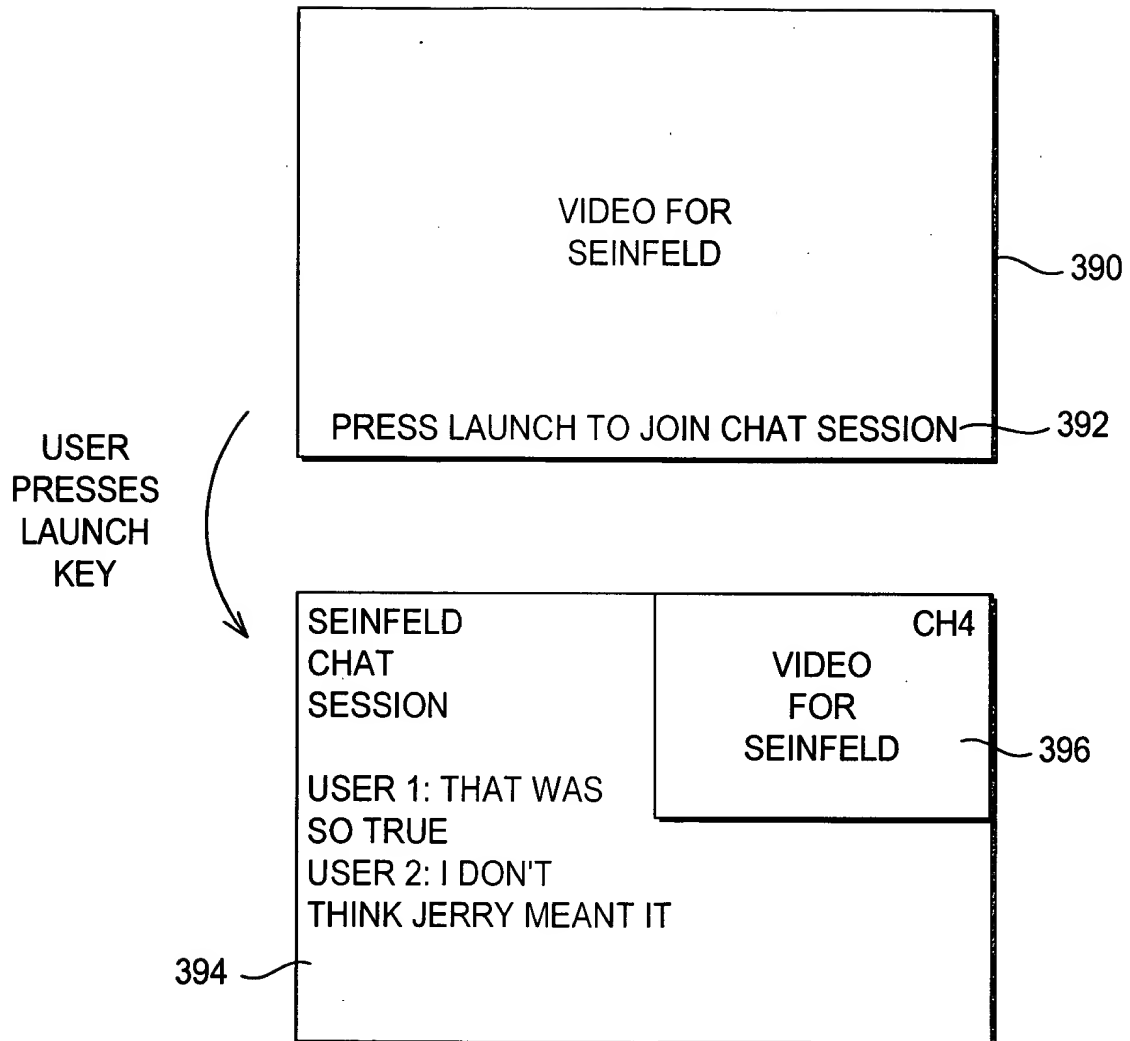 VIDEO FOR
SEINFELD
390
PRESS LAUNCH TO JOIN CHAT SESSION
392
USER
PRESSES
LAUNCH
KEY
SEINFELD
CHAT
SESSION
CH4
VIDEO
FOR
SEINFELD
396
USER 1: THAT WAS
SO TRUE
USER 2: I DON'T
THINK JERRY MEANT IT
394